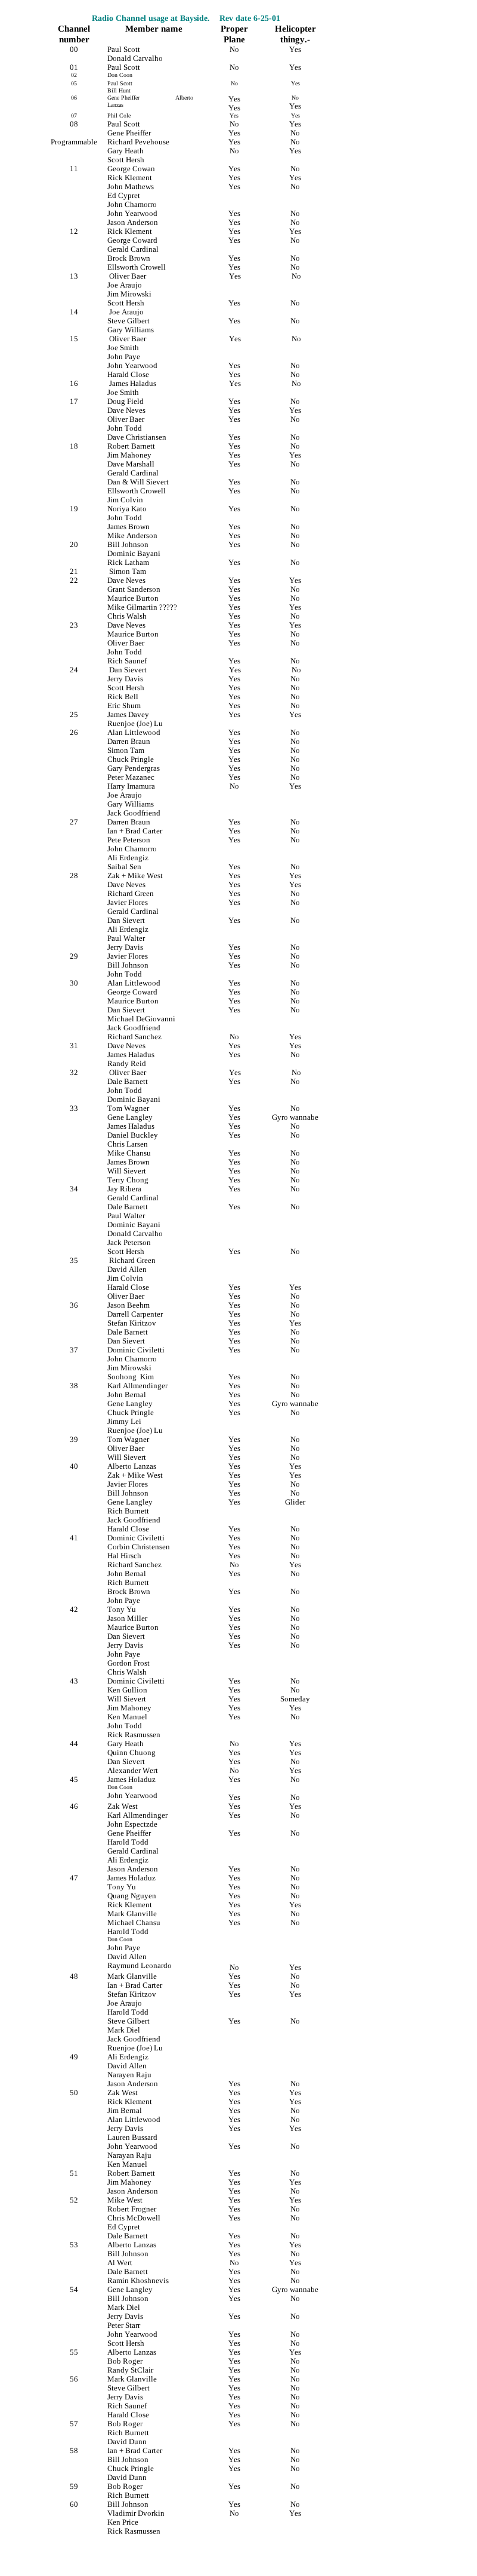 Radio Channel usage at Bayside. Rev date 6-25-01
Channel number Member name Proper Plane Helicopter thingy.-
00 Paul Scott No Yes
Donald Carvalho
01 Paul Scott No Yes
02 Don Coon
05 Paul Scott No Yes
Bill Hunt
06 Gene Pheiffer Alberto Yes No
Lanzas Yes Yes
07 Phil Cole Yes Yes
08 Paul Scott No Yes
Gene Pheiffer Yes No
Programmable Richard Pevehouse Yes No
Gary Heath No Yes
Scott Hersh
11 George Cowan Yes No
Rick Klement Yes Yes
John Mathews Yes No
Ed Cypret
John Chamorro
John Yearwood Yes No
Jason Anderson Yes No
12 Rick Klement Yes Yes
George Coward Yes No
Gerald Cardinal
Brock Brown Yes No
Ellsworth Crowell Yes No
13 Oliver Baer Yes No
Joe Araujo
Jim Mirowski
Scott Hersh Yes No
14 Joe Araujo
Steve Gilbert Yes No
Gary Williams
15 Oliver Baer Yes No
Joe Smith
John Paye
John Yearwood Yes No
Harald Close Yes No
16 James Haladus Yes No
Joe Smith
17 Doug Field Yes No
Dave Neves Yes Yes
Oliver Baer Yes No
John Todd
Dave Christiansen Yes No
18 Robert Barnett Yes No
Jim Mahoney Yes Yes
Dave Marshall Yes No
Gerald Cardinal
Dan & Will Sievert Yes No
Ellsworth Crowell Yes No
Jim Colvin
19 Noriya Kato Yes No
John Todd
James Brown Yes No
Mike Anderson Yes No
20 Bill Johnson Yes No
Dominic Bayani
Rick Latham Yes No
21 Simon Tam
22 Dave Neves Yes Yes
Grant Sanderson Yes No
Maurice Burton Yes No
Mike Gilmartin ????? Yes Yes
Chris Walsh Yes No
23 Dave Neves Yes Yes
Maurice Burton Yes No
Oliver Baer Yes No
John Todd
Rich Saunef Yes No
24 Dan Sievert Yes No
Jerry Davis Yes No
Scott Hersh Yes No
Rick Bell Yes No
Eric Shum Yes No
25 James Davey Yes Yes
Ruenjoe (Joe) Lu
26 Alan Littlewood Yes No
Darren Braun Yes No
Simon Tam Yes No
Chuck Pringle Yes No
Gary Pendergras Yes No
Peter Mazanec Yes No
Harry Imamura No Yes
Joe Araujo
Gary Williams
Jack Goodfriend
27 Darren Braun Yes No
Ian + Brad Carter Yes No
Pete Peterson Yes No
John Chamorro
Ali Erdengiz
Saibal Sen Yes No
28 Zak + Mike West Yes Yes
Dave Neves Yes Yes
Richard Green Yes No
Javier Flores Yes No
Gerald Cardinal
Dan Sievert Yes No
Ali Erdengiz
Paul Walter
Jerry Davis Yes No
29 Javier Flores Yes No
Bill Johnson Yes No
John Todd
30 Alan Littlewood Yes No
George Coward Yes No
Maurice Burton Yes No
Dan Sievert Yes No
Michael DeGiovanni
Jack Goodfriend
Richard Sanchez No Yes
31 Dave Neves Yes Yes
James Haladus Yes No
Randy Reid
32 Oliver Baer Yes No
Dale Barnett Yes No
John Todd
Dominic Bayani
33 Tom Wagner Yes No
Gene Langley Yes Gyro wannabe
James Haladus Yes No
Daniel Buckley Yes No
Chris Larsen
Mike Chansu Yes No
James Brown Yes No
Will Sievert Yes No
Terry Chong Yes No
34 Jay Ribera Yes No
Gerald Cardinal
Dale Barnett Yes No
Paul Walter
Dominic Bayani
Donald Carvalho
Jack Peterson
Scott Hersh Yes No
35 Richard Green
David Allen
Jim Colvin
Harald Close Yes Yes
Oliver Baer Yes No
36 Jason Beehm Yes No
Darrell Carpenter Yes No
Stefan Kiritzov Yes Yes
Dale Barnett Yes No
Dan Sievert Yes No
37 Dominic Civiletti Yes No
John Chamorro
Jim Mirowski
Soohong Kim Yes No
38 Karl Allmendinger Yes No
John Bernal Yes No
Gene Langley Yes Gyro wannabe
Chuck Pringle Yes No
Jimmy Lei
Ruenjoe (Joe) Lu
39 Tom Wagner Yes No
Oliver Baer Yes No
Will Sievert Yes No
40 Alberto Lanzas Yes Yes
Zak + Mike West Yes Yes
Javier Flores Yes No
Bill Johnson Yes No
Gene Langley Yes Glider
Rich Burnett
Jack Goodfriend
Harald Close Yes No
41 Dominic Civiletti Yes No
Corbin Christensen Yes No
Hal Hirsch Yes No
Richard Sanchez No Yes
John Bernal Yes No
Rich Burnett
Brock Brown Yes No
John Paye
42 Tony Yu Yes No
Jason Miller Yes No
Maurice Burton Yes No
Dan Sievert Yes No
Jerry Davis Yes No
John Paye
Gordon Frost
Chris Walsh
43 Dominic Civiletti Yes No
Ken Gullion Yes No
Will Sievert Yes Someday
Jim Mahoney Yes Yes
Ken Manuel Yes No
John Todd
Rick Rasmussen
44 Gary Heath No Yes
Quinn Chuong Yes Yes
Dan Sievert Yes No
Alexander Wert No Yes
45 James Holaduz Yes No
Don Coon
John Yearwood Yes No
46 Zak West Yes Yes
Karl Allmendinger Yes No
John Espectzde
Gene Pheiffer Yes No
Harold Todd
Gerald Cardinal
Ali Erdengiz
Jason Anderson Yes No
47 James Holaduz Yes No
Tony Yu Yes No
Quang Nguyen Yes No
Rick Klement Yes Yes
Mark Glanville Yes No
Michael Chansu Yes No
Harold Todd
Don Coon
John Paye
David Allen
Raymund Leonardo No Yes
48 Mark Glanville Yes No
Ian + Brad Carter Yes No
Stefan Kiritzov Yes Yes
Joe Araujo
Harold Todd
Steve Gilbert Yes No
Mark Diel
Jack Goodfriend
Ruenjoe (Joe) Lu
49 Ali Erdengiz
David Allen
Narayen Raju
Jason Anderson Yes No
50 Zak West Yes Yes
Rick Klement Yes Yes
Jim Bernal Yes No
Alan Littlewood Yes No
Jerry Davis Yes Yes
Lauren Bussard
John Yearwood Yes No
Narayan Raju
Ken Manuel
51 Robert Barnett Yes No
Jim Mahoney Yes Yes
Jason Anderson Yes No
52 Mike West Yes Yes
Robert Frogner Yes No
Chris McDowell Yes No
Ed Cypret
Dale Barnett Yes No
53 Alberto Lanzas Yes Yes
Bill Johnson Yes No
Al Wert No Yes
Dale Barnett Yes No
Ramin Khoshnevis Yes No
54 Gene Langley Yes Gyro wannabe
Bill Johnson Yes No
Mark Diel
Jerry Davis Yes No
Peter Starr
John Yearwood Yes No
Scott Hersh Yes No
55 Alberto Lanzas Yes Yes
Bob Roger Yes No
Randy StClair Yes No
56 Mark Glanville Yes No
Steve Gilbert Yes No
Jerry Davis Yes No
Rich Saunef Yes No
Harald Close Yes No
57 Bob Roger Yes No
Rich Burnett
David Dunn
58 Ian + Brad Carter Yes No
Bill Johnson Yes No
Chuck Pringle Yes No
David Dunn
59 Bob Roger Yes No
Rich Burnett
60 Bill Johnson Yes No
Vladimir Dvorkin No Yes
Ken Price
Rick Rasmussen